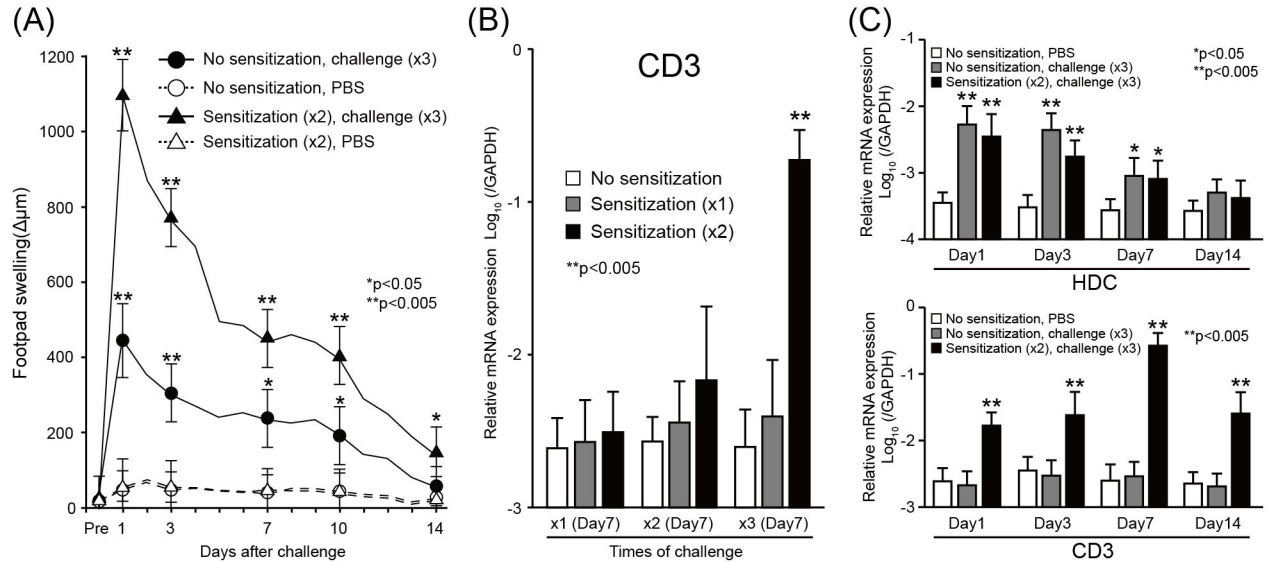 (A)
1200
1000
800
600
400
200
0
Footpad swelling(Δμm)
Pre 1 3 7 10 14
Days after challenge
No sensitization, challenge (x3)
No sensitization, PBS
Sensitization (x2), challenge (x3)
Sensitization (x2), PBS
*p<0.05
**p<0.005
** ** ** **
*
** **
* *
(B)
CD3
0
-1
-2
-3
Relative mRNA expression Log10 (/GAPDH)
No sensitization
Sensitization (x1)
Sensitization (x2)
**p<0.005
**
x1 (Day7) x2 (Day7) x3 (Day7)
Times of challenge
(C)
-1
-2
-3
-4
Relative mRNA expression
Log10 (/GAPDH)
No sensitization, PBS
No sensitization, challenge (x3)
Sensitization (x2), challenge (x3)
*p<0.05
**p<0.005
** ** ** ** * *
Day1 Day3 Day7 Day14
HDC
0
-1
-2
-3
Relative mRNA expression
Log10 (/GAPDH)
No sensitization, PBS
No sensitization, challenge (x3)
Sensitization (x2), challenge (x3)
**p<0.005
** ** ** **
Day1 Day3 Day7 Day14
CD3